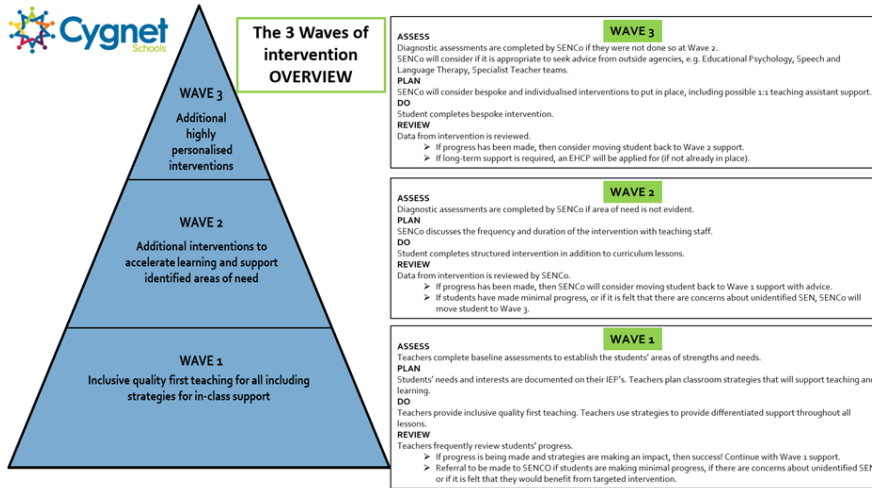 Cygnet
Schools
The 3 Waves of
intervention
OVERVIEW
WAVE 3
Additional
highly
personalised
interventions
WAVE 2
Additional interventions to
accelerate learning and support
identified areas of need
WAVE 1
Inclusive quality first teaching for all including
strategies for in-class support
WAVE 3
ASSESS
Diagnostic assessments are completed by SENCo if they were not done so at Wave 2.
SENCo will consider if it is appropriate to seek advice from outside agencies, e.g. Educational Psychology, Speech and
Language Therapy, Specialist Teacher teams.
PLAN
SENCo will consider bespoke and individualised interventions to put in place, including possible 1:1 teaching assistant support.
DO
Student completes bespoke intervention.
REVIEW
Data from intervention is reviewed.
➢ If progress has been made, then consider moving student back to Wave 2 support.
➢ If long-term support is required, an EHCP will be applied for (if not already in place).
WAVE 2
ASSESS
Diagnostic assessments are completed by SENCo if area of need is not evident.
PLAN
SENCo discusses the frequency and duration of the intervention with teaching staff.
DO
Student completes structured intervention in addition to curriculum lessons.
REVIEW
Data from intervention is reviewed by SENCo.
➢ If progress has been made, then SENCo will consider moving student back to Wave 1 support with advice.
➢ If students have made minimal progress, or if it is felt that there are concerns about unidentified SEN, SENCo will
move student to Wave 3.
WAVE 1
ASSESS
Teachers complete baseline assessments to establish the students' areas of strengths and needs.
PLAN
Students' needs and interests are documented on their IEP's. Teachers plan classroom strategies that will support teaching and
learning.
DO
Teachers provide inclusive quality first teaching. Teachers use strategies to provide differentiated support throughout all
lessons.
REVIEW
Teachers frequently review students' progress.
➢ If progress is being made and strategies are making an impact, then success! Continue with Wave 1 support.
➢ Referral to be made to SENCO if students are making minimal progress, if there are concerns about unidentified SEN
or if it is felt that they would benefit from targeted intervention.